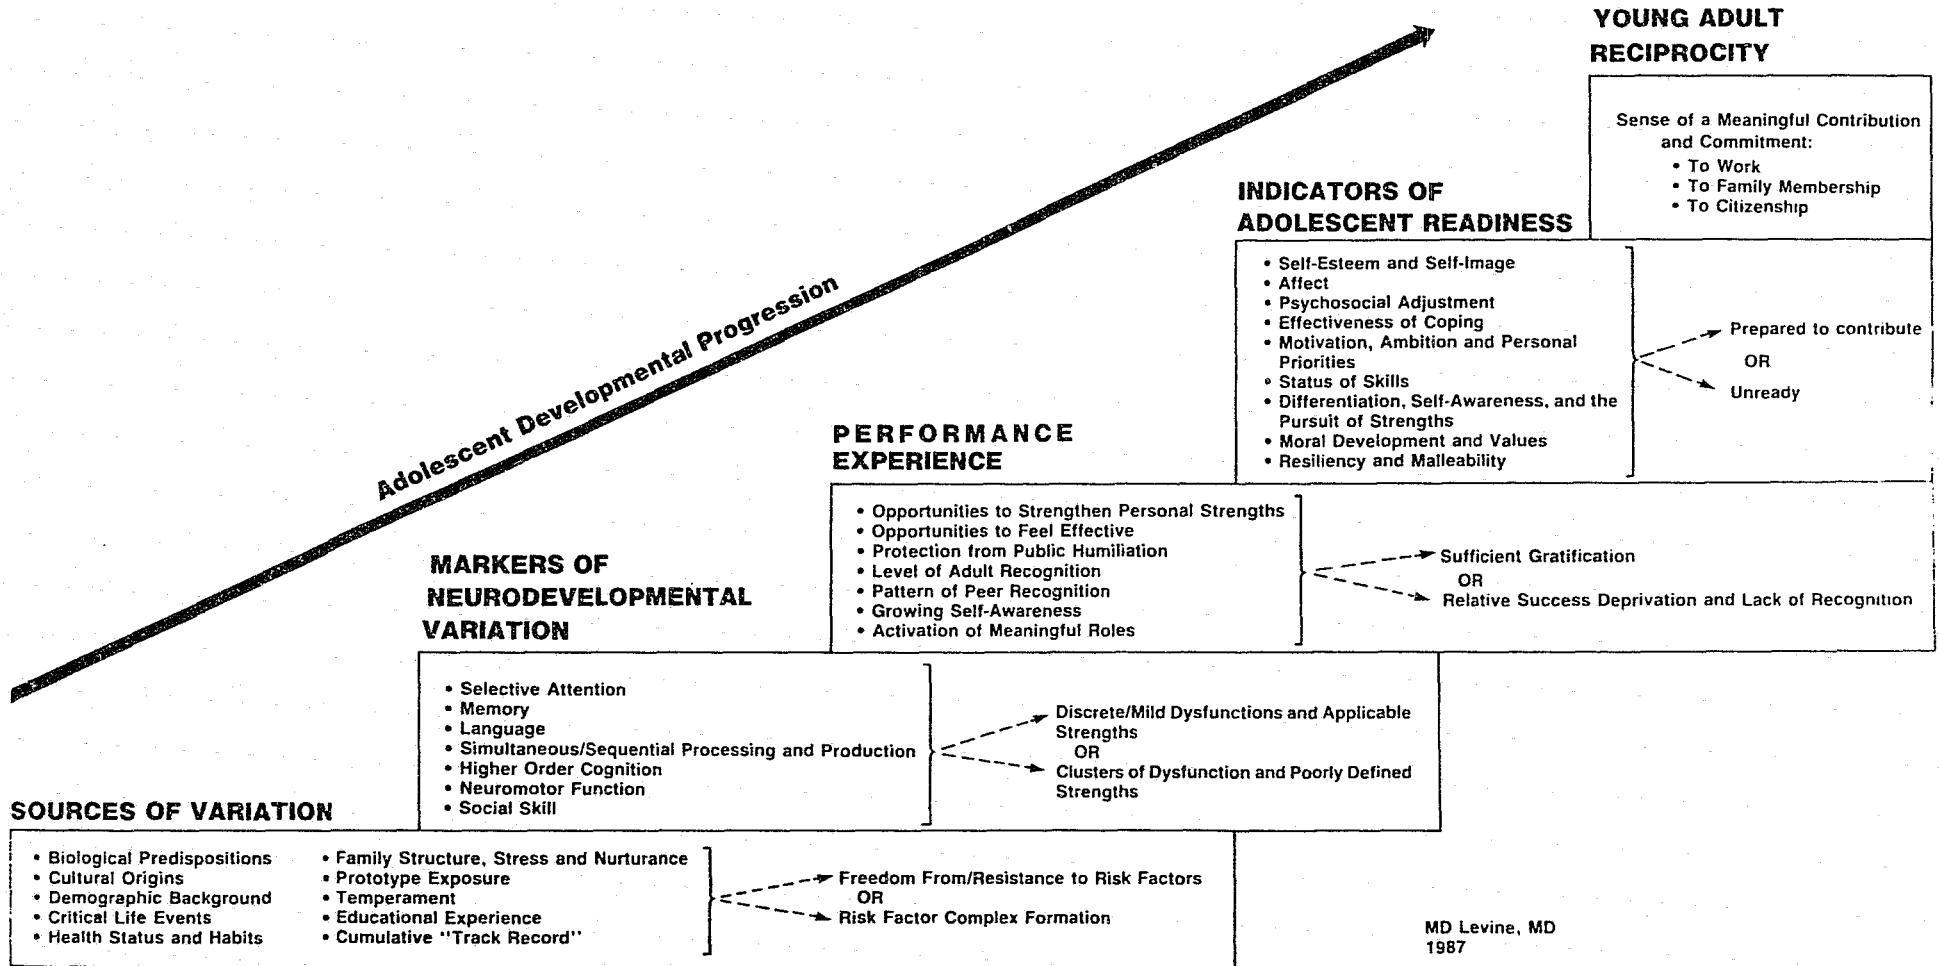 YOUNG ADULT
RECIPROCITY
Sense of a Meaningful Contribution
and Commitment:
• To Work
• To Family Membership
• To Citizenship
INDICATORS OF
ADOLESCENT READINESS
• Self-Esteem and Self-Image
• Affect
• Psychosocial Adjustment
• Effectiveness of Coping
• Motivation, Ambition and Personal
Priorities
• Status of Skills
• Differentiation, Self-Awareness, and the
Pursuit of Strengths
• Moral Development and Values
• Resiliency and Malleability
Prepared to contribute
OR
Unready
Adolescent Developmental Progression
PERFORMANCE
EXPERIENCE
• Opportunities to Strengthen Personal Strengths
• Opportunities to Feel Effective
• Protection from Public Humiliation
• Level of Adult Recognition
• Pattern of Peer Recognition
• Growing Self-Awareness
• Activation of Meaningful Roles
Sufficient Gratification
OR
Relative Success Deprivation and Lack of Recognition
MARKERS OF
NEURODEVELOPMENTAL
VARIATION
• Selective Attention
• Memory
• Language
• Simultaneous/Sequential Processing and Production
• Higher Order Cognition
• Neuromotor Function
• Social Skill
Discrete/Mild Dysfunctions and Applicable
Strengths
OR
Clusters of Dysfunction and Poorly Defined
Strengths
SOURCES OF VARIATION
• Biological Predispositions
• Cultural Origins
• Demographic Background
• Critical Life Events
• Health Status and Habits
• Family Structure, Stress and Nurturance
• Prototype Exposure
• Temperament
• Educational Experience
• Cumulative "Track Record"
Freedom From/Resistance to Risk Factors
OR
Risk Factor Complex Formation
MD Levine, MD
1987